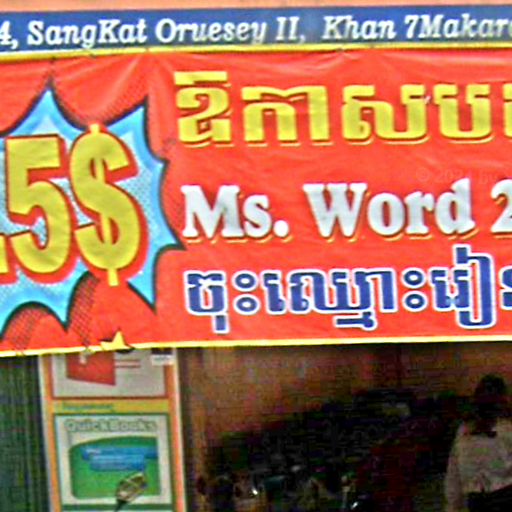 4, SangKat Oruesey II, Khan 7Makar
.5$
ឱកាសប
Ms. Word 2
ចុះឈ្មោះរៀន
QuickBooks